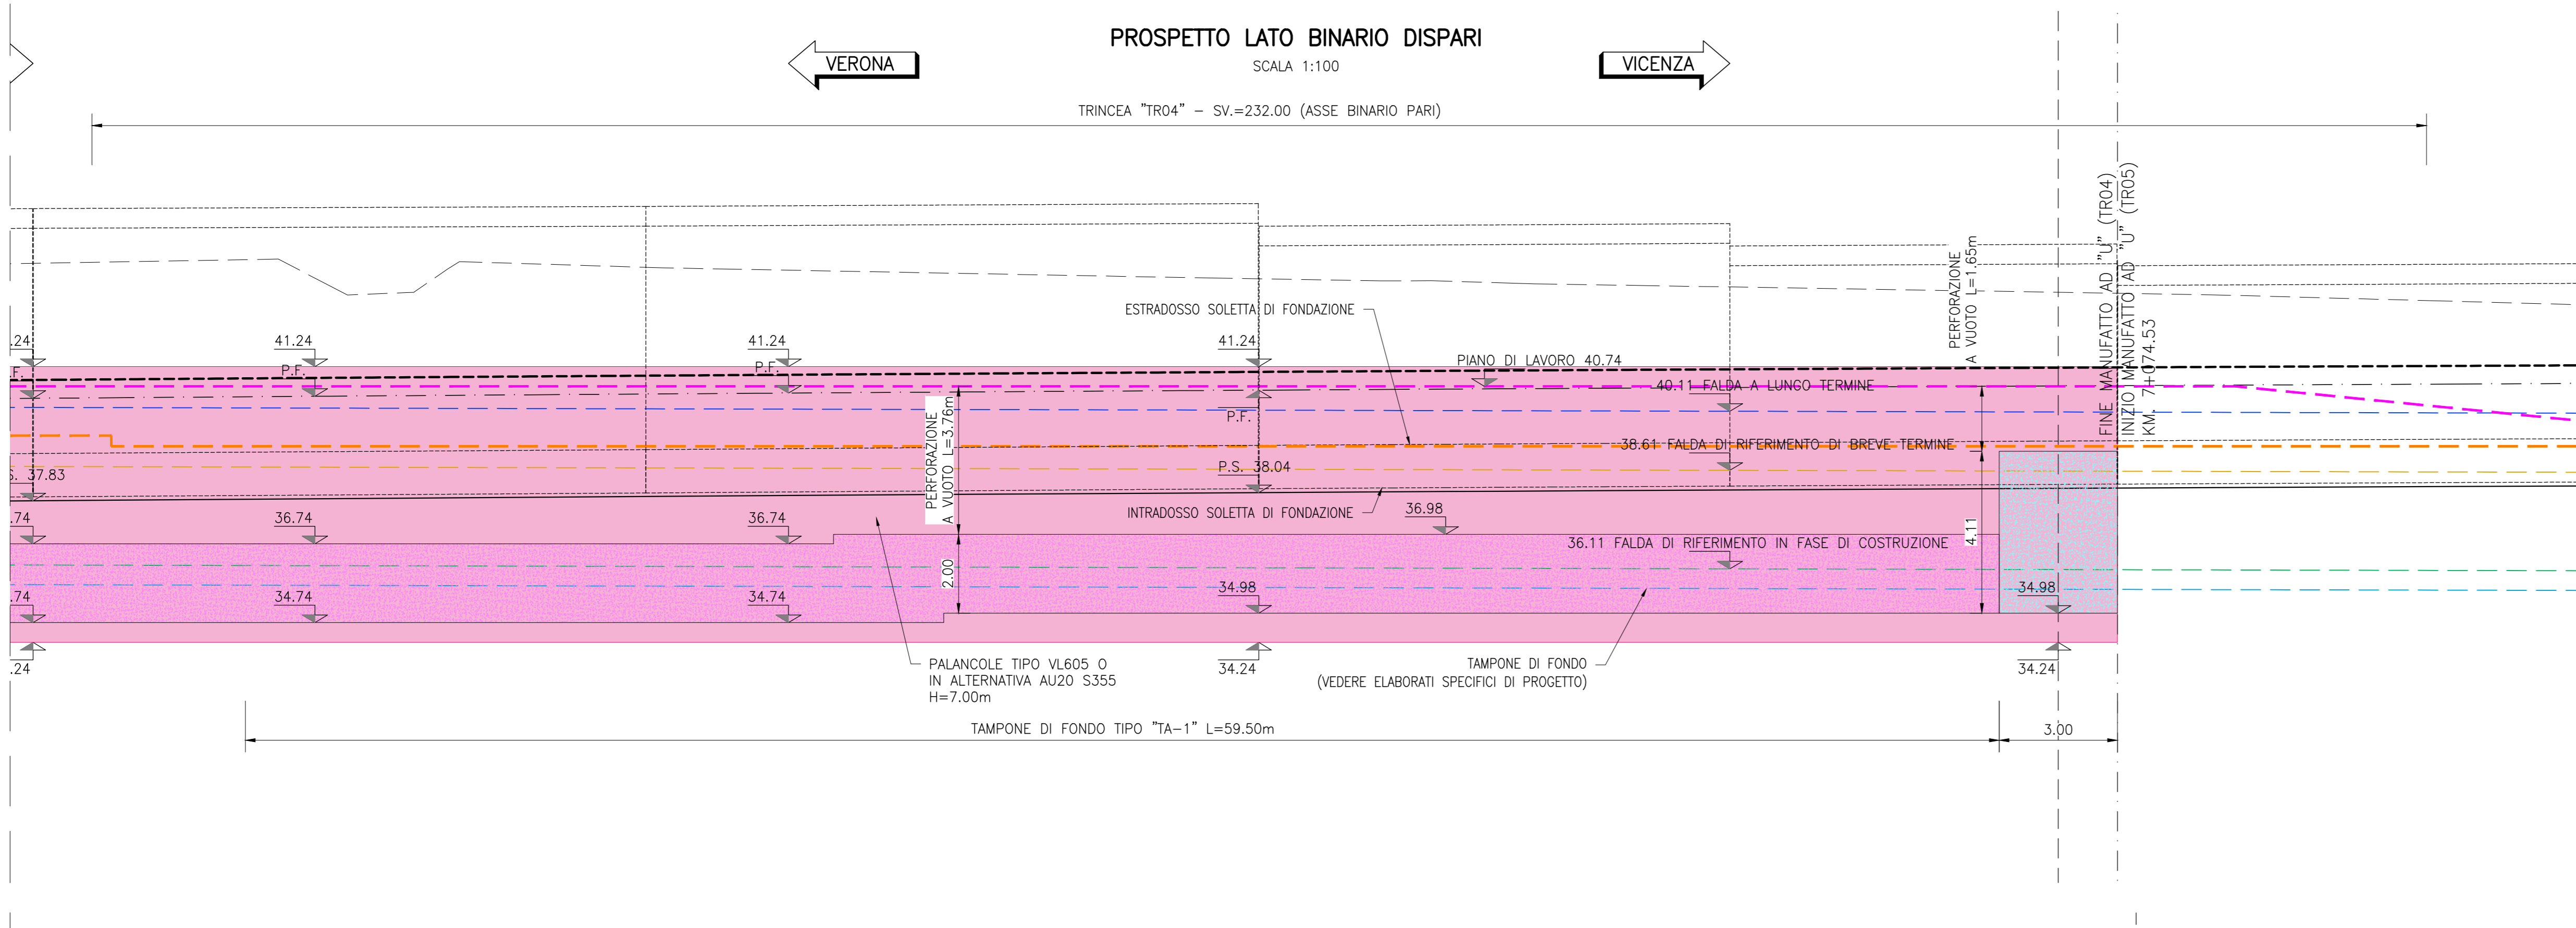 PROSPETTO LATO BINARIO DISPARI
VERONA
VICENZA
SCALA 1:100
TRINCEA "TR04" - SV.=232.00 (ASSE BINARIO PARI)
FINE MANUFATTO AD "U" (TR04)
INIZIO MANUFATTO AD "U" (TR05)
KM. 7+074.53
PERFORAZIONE
A VUOTO L=1.65m
ESTRADOSSO SOLETTA DI FONDAZIONE
.24
41.24
41.24
41.24
PIANO DI LAVORO 40.74
.F.
P.F.
P.F.
40.11 FALDA A LUNGO TERMINE
P.F.
PERFORAZIONE
A VUOTO L=3.76m
38.61 FALDA DI RIFERIMENTO DI BREVE TERMINE
S. 37.83
P.S. 38.04
INTRADOSSO SOLETTA DI FONDAZIONE
36.98
.74
36.74
36.74
4.11
36.11 FALDA DI RIFERIMENTO IN FASE DI COSTRUZIONE
2.00
.74
34.74
34.74
34.98
34.98
.24
34.24
34.24
PALANCOLE TIPO VL605 O
IN ALTERNATIVA AU20 S355
H=7.00m
TAMPONE DI FONDO
(VEDERE ELABORATI SPECIFICI DI PROGETTO)
TAMPONE DI FONDO TIPO "TA-1" L=59.50m
3.00